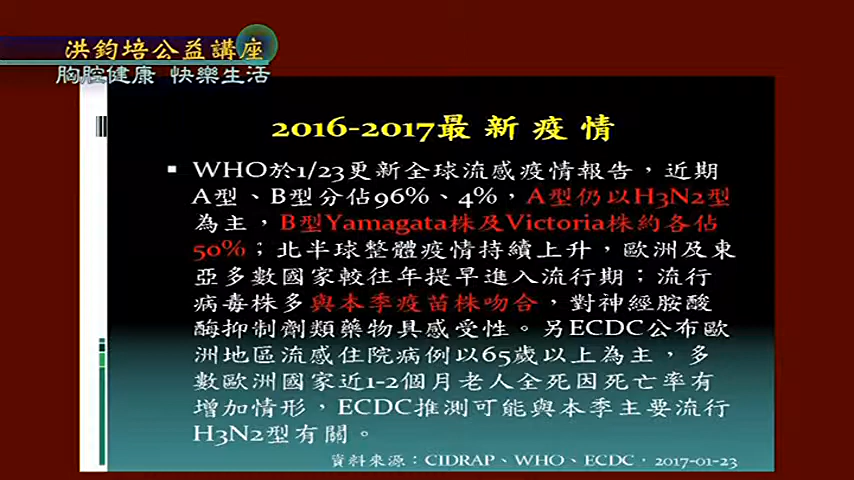 洪鈞培公益講座
胸腔健康 快樂生活
2016-2017最新疫情
▪ WHO於1/23更新全球流感疫情報告，近期
A型、B型分佔96%、4%，A型仍以H3N2型
為主，B型Yamagata株及Victoria株約各佔
50%；北半球整體疫情持續上升，歐洲及東
亞多數國家較往年提早進入流行期；流行
病毒株多與本季疫苗株吻合，對神經胺酸
酶抑制劑類藥物具感受性。另ECDC公布歐
洲地區流感住院病例以65歲以上為主，多
數歐洲國家近1-2個月老人全死因死亡率有
增加情形，ECDC推測可能與本季主要流行
H3N2型有關。
資料來源：CIDRAP、WHO、ECDC，2017-01-23